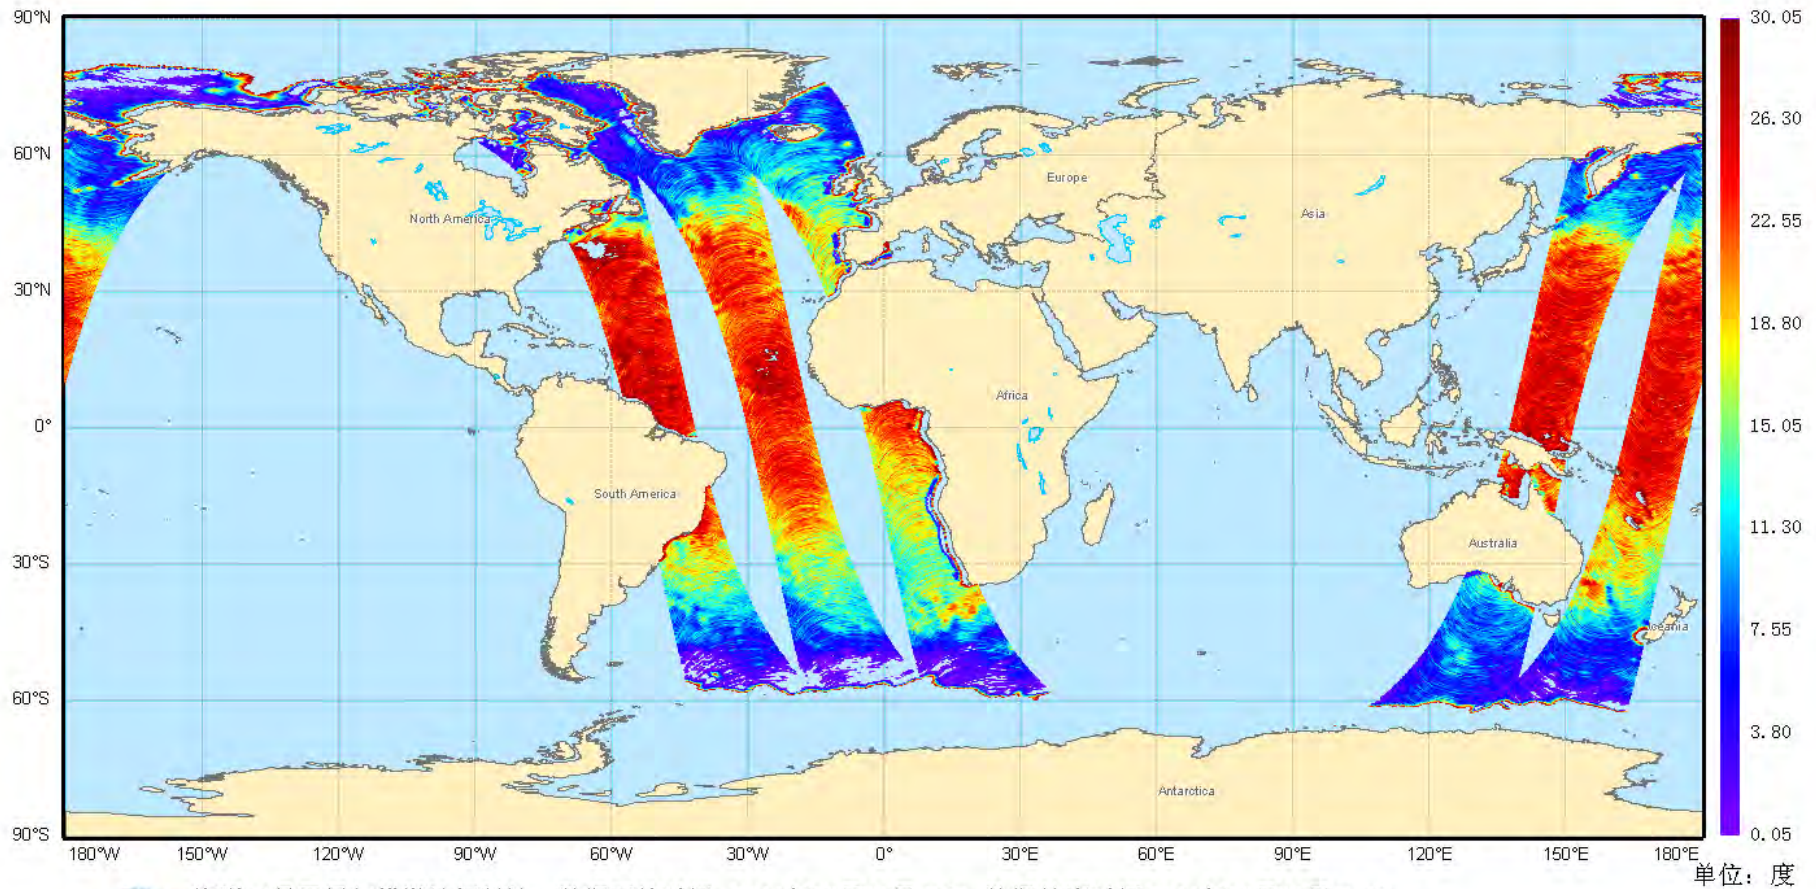 90°N
60°N
30°N
0°
30°S
60°S
90°S
North America
Europe
Asia
Africa
South America
Australia
Antarctica
180°W 150°W 120°W 90°W 60°W 30°W 0° 30°E 60°E 90°E 120°E 150°E 180°E
30.05
26.30
22.55
18.80
15.05
11.30
7.55
3.80
0.05
单位: 度